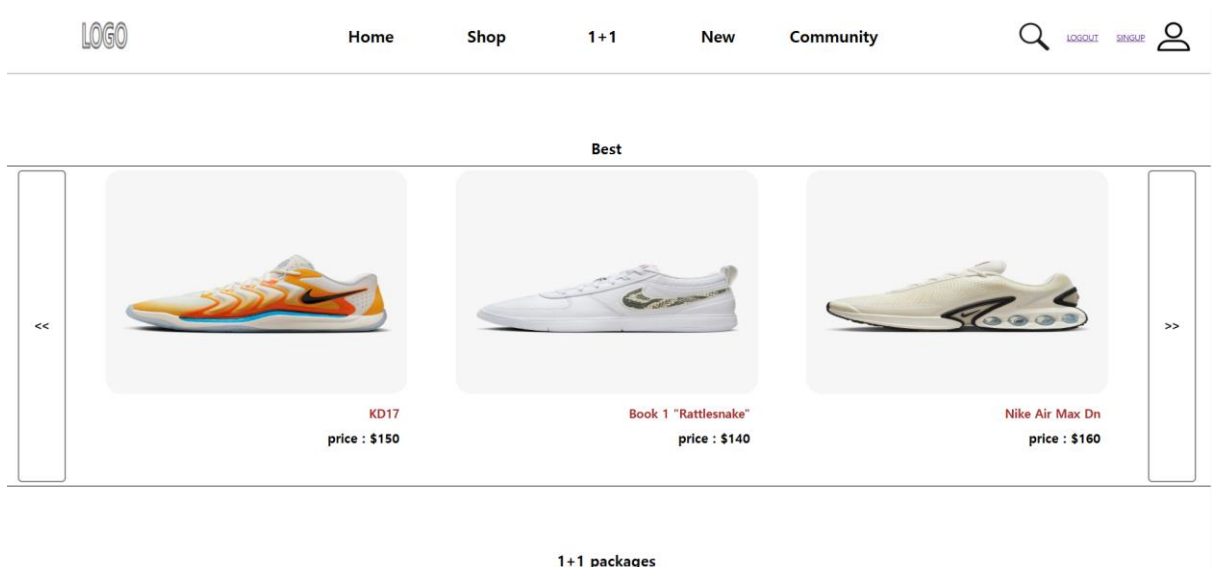 LOGO Home Shop 1+1 New Community LOGOUT SINGUP
Best
<< >>
KD17 Book 1 "Rattlesnake" Nike Air Max Dn
price : $150 price : $140 price : $160
1+1 packages